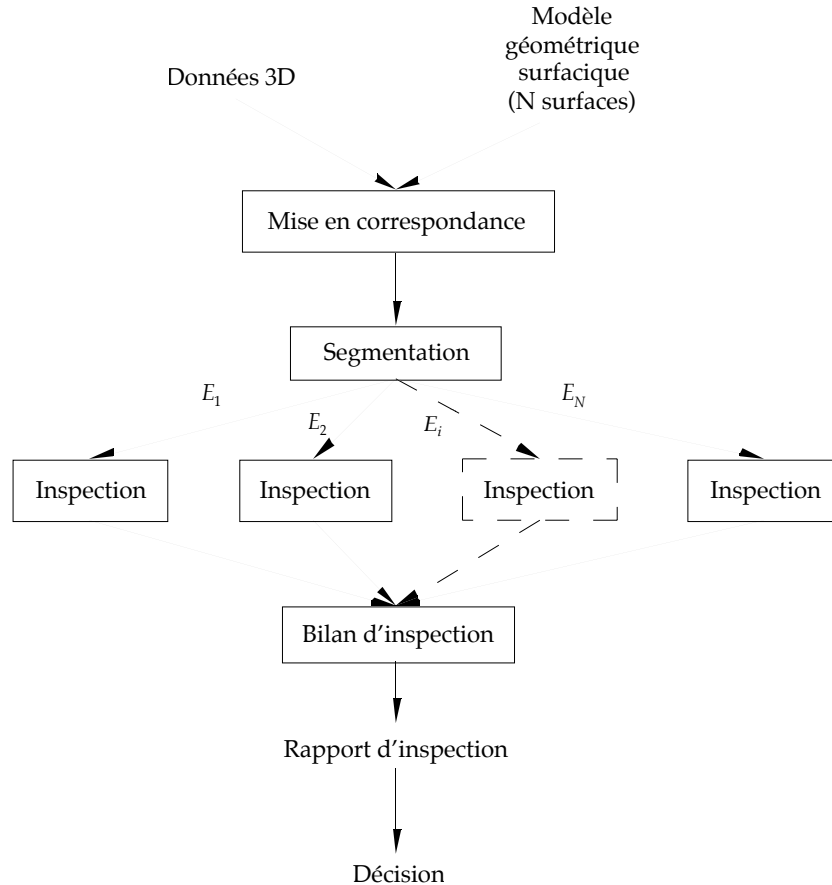 Modèle
géométrique
surfacique
(N surfaces)
Données 3D
Mise en correspondance
Segmentation
E1
E2
Ei
EN
Inspection
Inspection
Inspection
Inspection
Bilan d'inspection
Rapport d'inspection
Décision